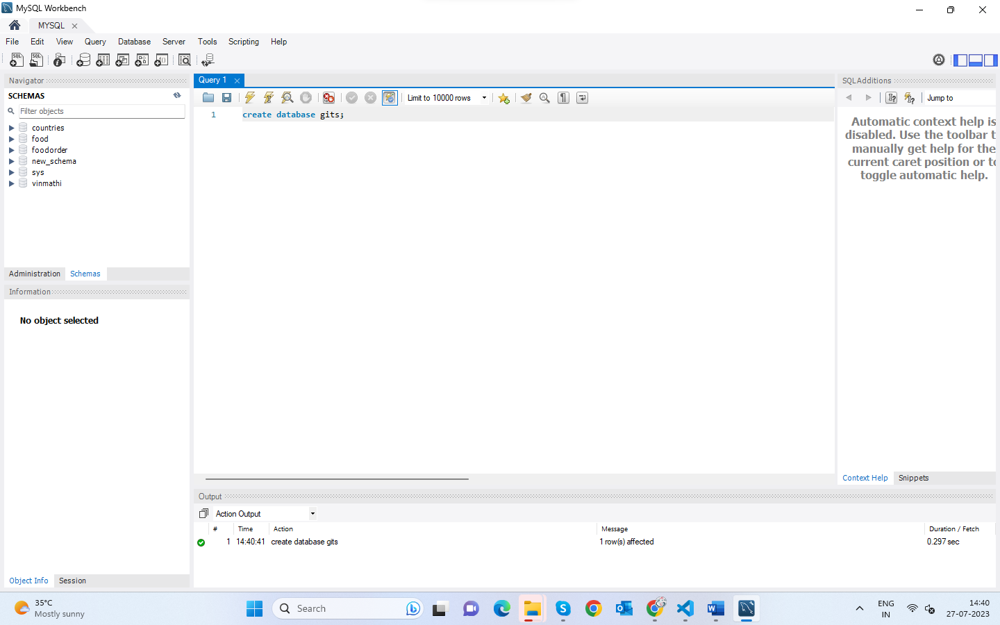 MySQL Workbench
MYSQL
File Edit View Query Database Server Tools Scripting Help
Navigator
SCHEMAS
Filter objects
countries
food
foodorder
new_schema
sys
vinmathi
Administration Schemas
Information
No object selected
Object Info Session
Query 1
Limit to 10000 rows
1 create database gits;
SQLAdditions
Jump to
Automatic context help is
disabled. Use the toolbar t
manually get help for the
current caret position or to
toggle automatic help.
Context Help Snippets
Output
Action Output
# Time Action Message Duration / Fetch
1 14:40:41 create database gits 1 row(s) affected 0.297 sec
35°C
Mostly sunny
Search
ENG
IN
14:40
27-07-2023